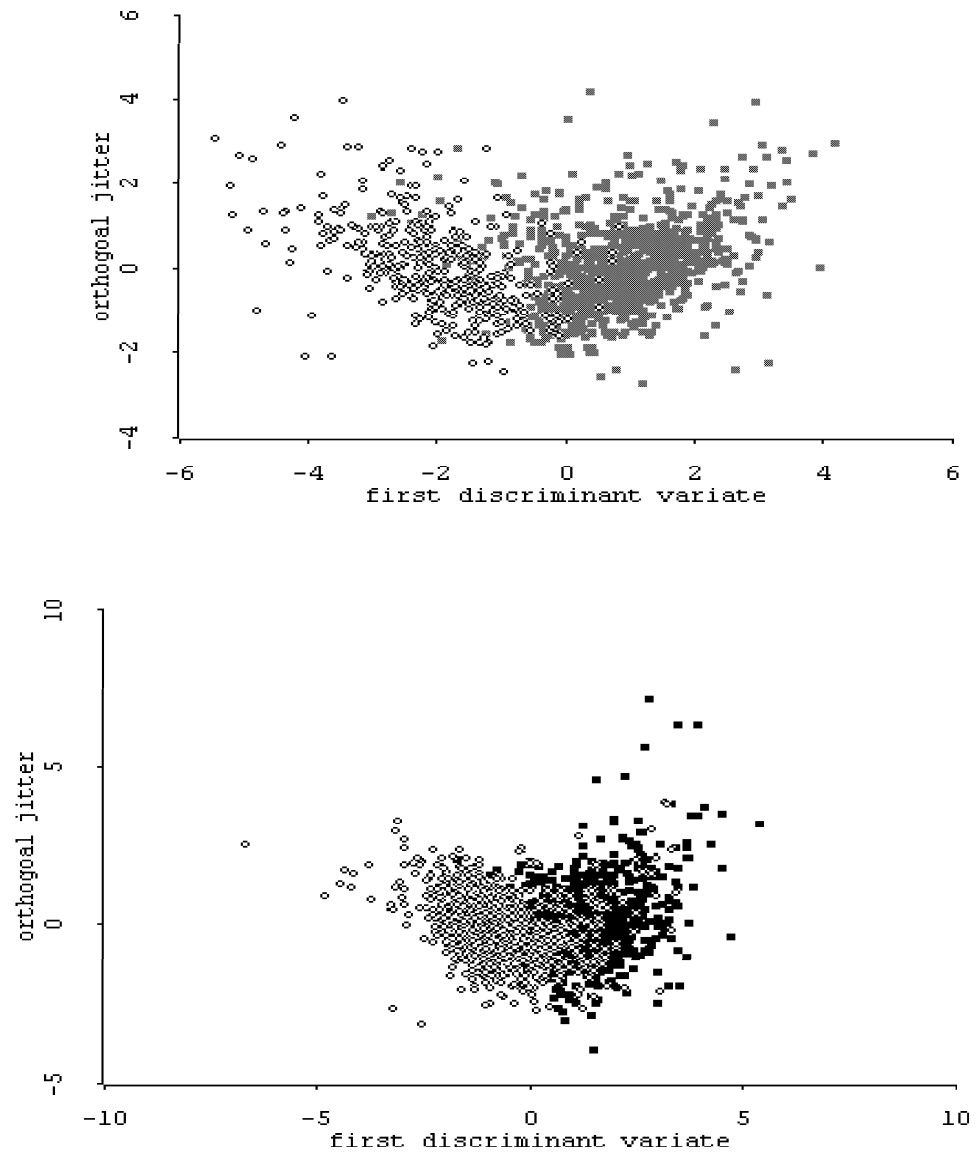 6
4
2
0
-2
-4
orthogoal jitter
-6 -4 -2 0 2 4 6
first discriminant variate
10
5
0
-5
orthogoal jitter
-10 -5 0 5 10
first discriminant variate